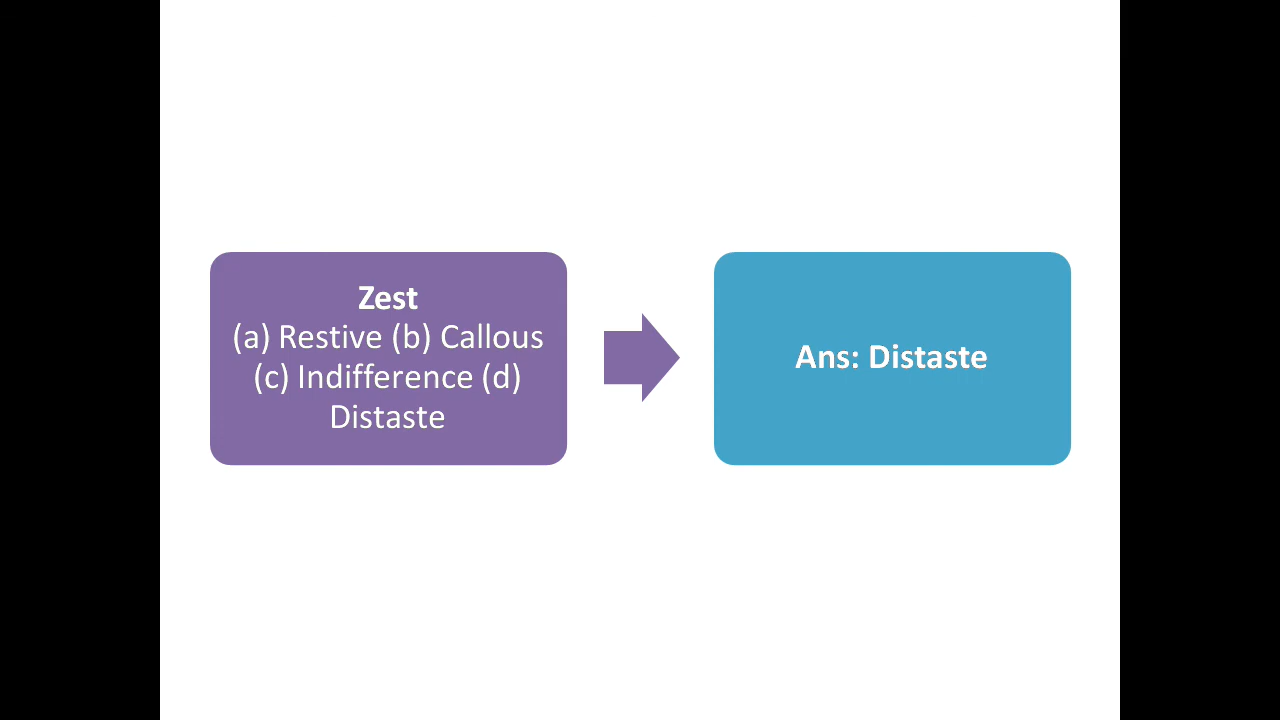 Zest
(a) Restive (b) Callous
(c) Indifference (d)
Distaste
Ans: Distaste